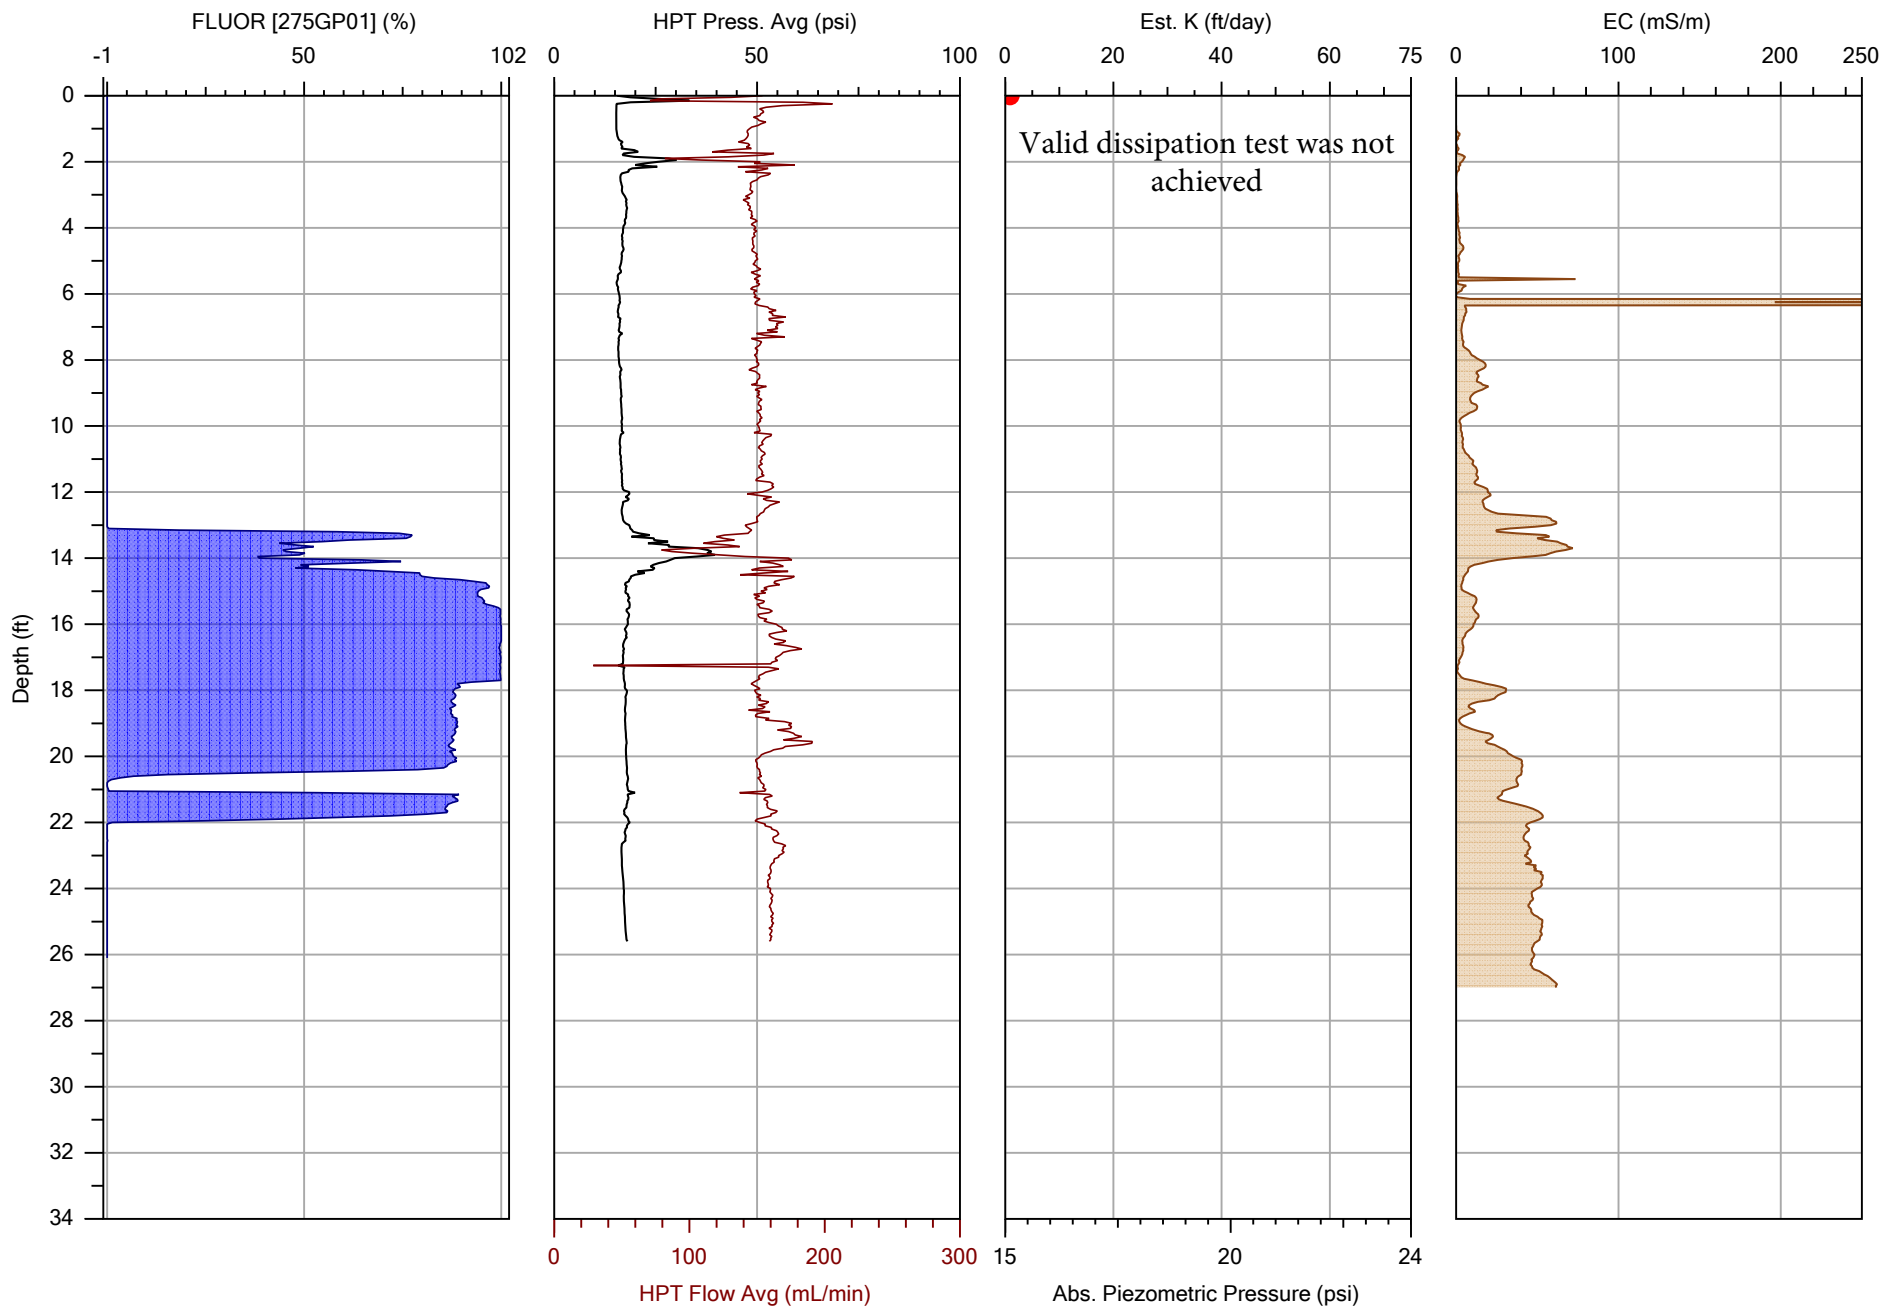 FLUOR [275GP01] (%)
HPT Press. Avg (psi)
Est. K (ft/day)
EC (mS/m)
-1 50 102
0 50 100
0 20 40 60 75
0 100 200 250
Valid dissipation test was not
achieved
Depth (ft)
0
2
4
6
8
10
12
14
16
18
20
22
24
26
28
30
32
34
0 100 200 300
15 20 24
HPT Flow Avg (mL/min)
Abs. Piezometric Pressure (psi)